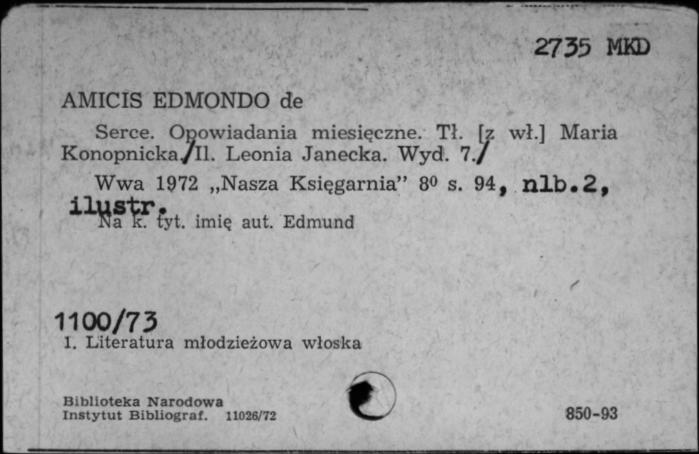 2735 MKD
AMICIS EDMONDO de
Serce. Opowiadania miesięczne. Tł. [z wł.] Maria
Konopnicka./Il. Leonia Janecka. Wyd. 7./
Wwa 1972 „Nasza Księgarnia” 8⁰ s. 94, nlb.2,
ilustr.
Na k. tyt. imię aut. Edmund
1100/73
I. Literatura młodzieżowa włoska
Biblioteka Narodowa
Instytut Bibliograf. 11026/72
850-93